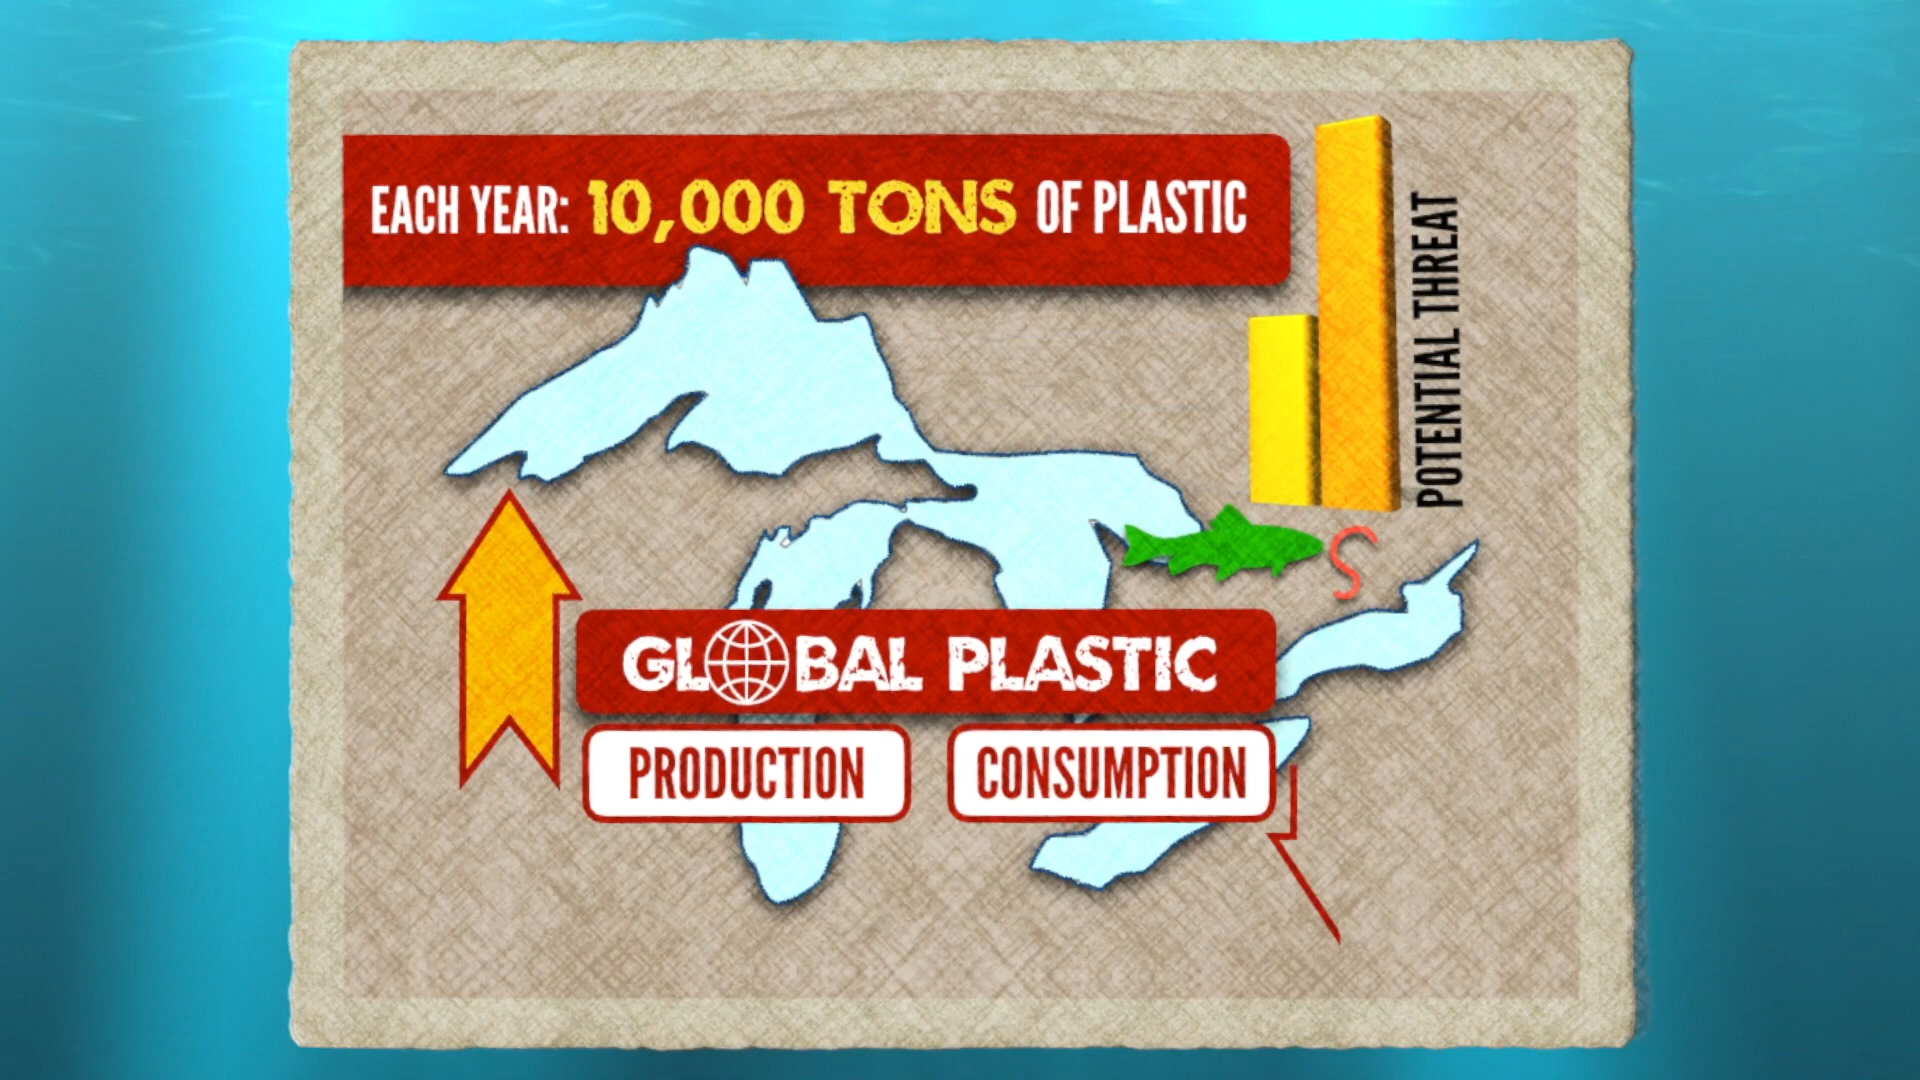 EACH YEAR: 10,000 TONS OF PLASTIC
POTENTIAL THREAT
GLOBAL PLASTIC
PRODUCTION
CONSUMPTION